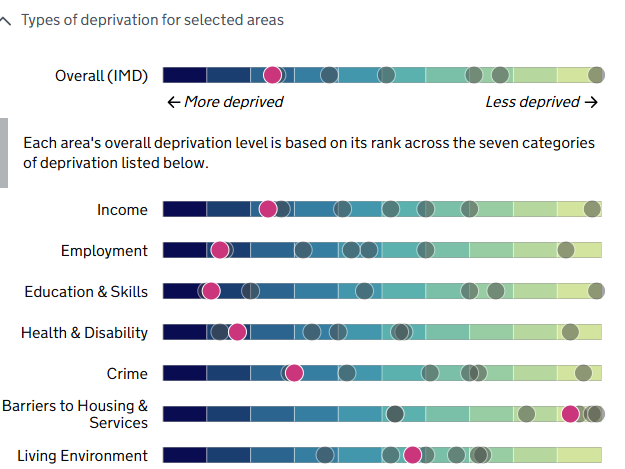 Types of deprivation for selected areas
Overall (IMD)
← More deprived
Less deprived →
Each area's overall deprivation level is based on its rank across the seven categories
of deprivation listed below.
Income
Employment
Education & Skills
Health & Disability
Crime
Barriers to Housing &
Services
Living Environment